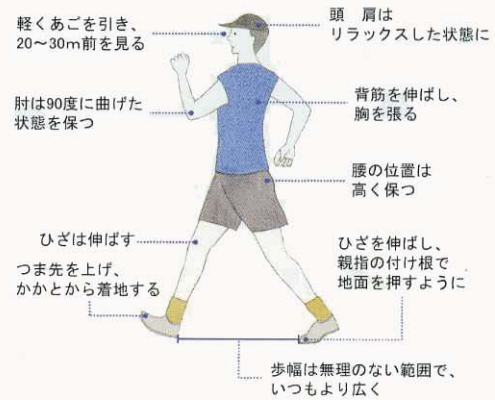 軽くあごを引き、
20〜30m前を見る
頭　肩は
リラックスした状態に
肘は90度に曲げた
状態を保つ
背筋を伸ばし、
胸を張る
腰の位置は
高く保つ
ひざは伸ばす
つま先を上げ、
かかとから着地する
ひざを伸ばし、
親指の付け根で
地面を押すように
歩幅は無理のない範囲で、
いつもより広く